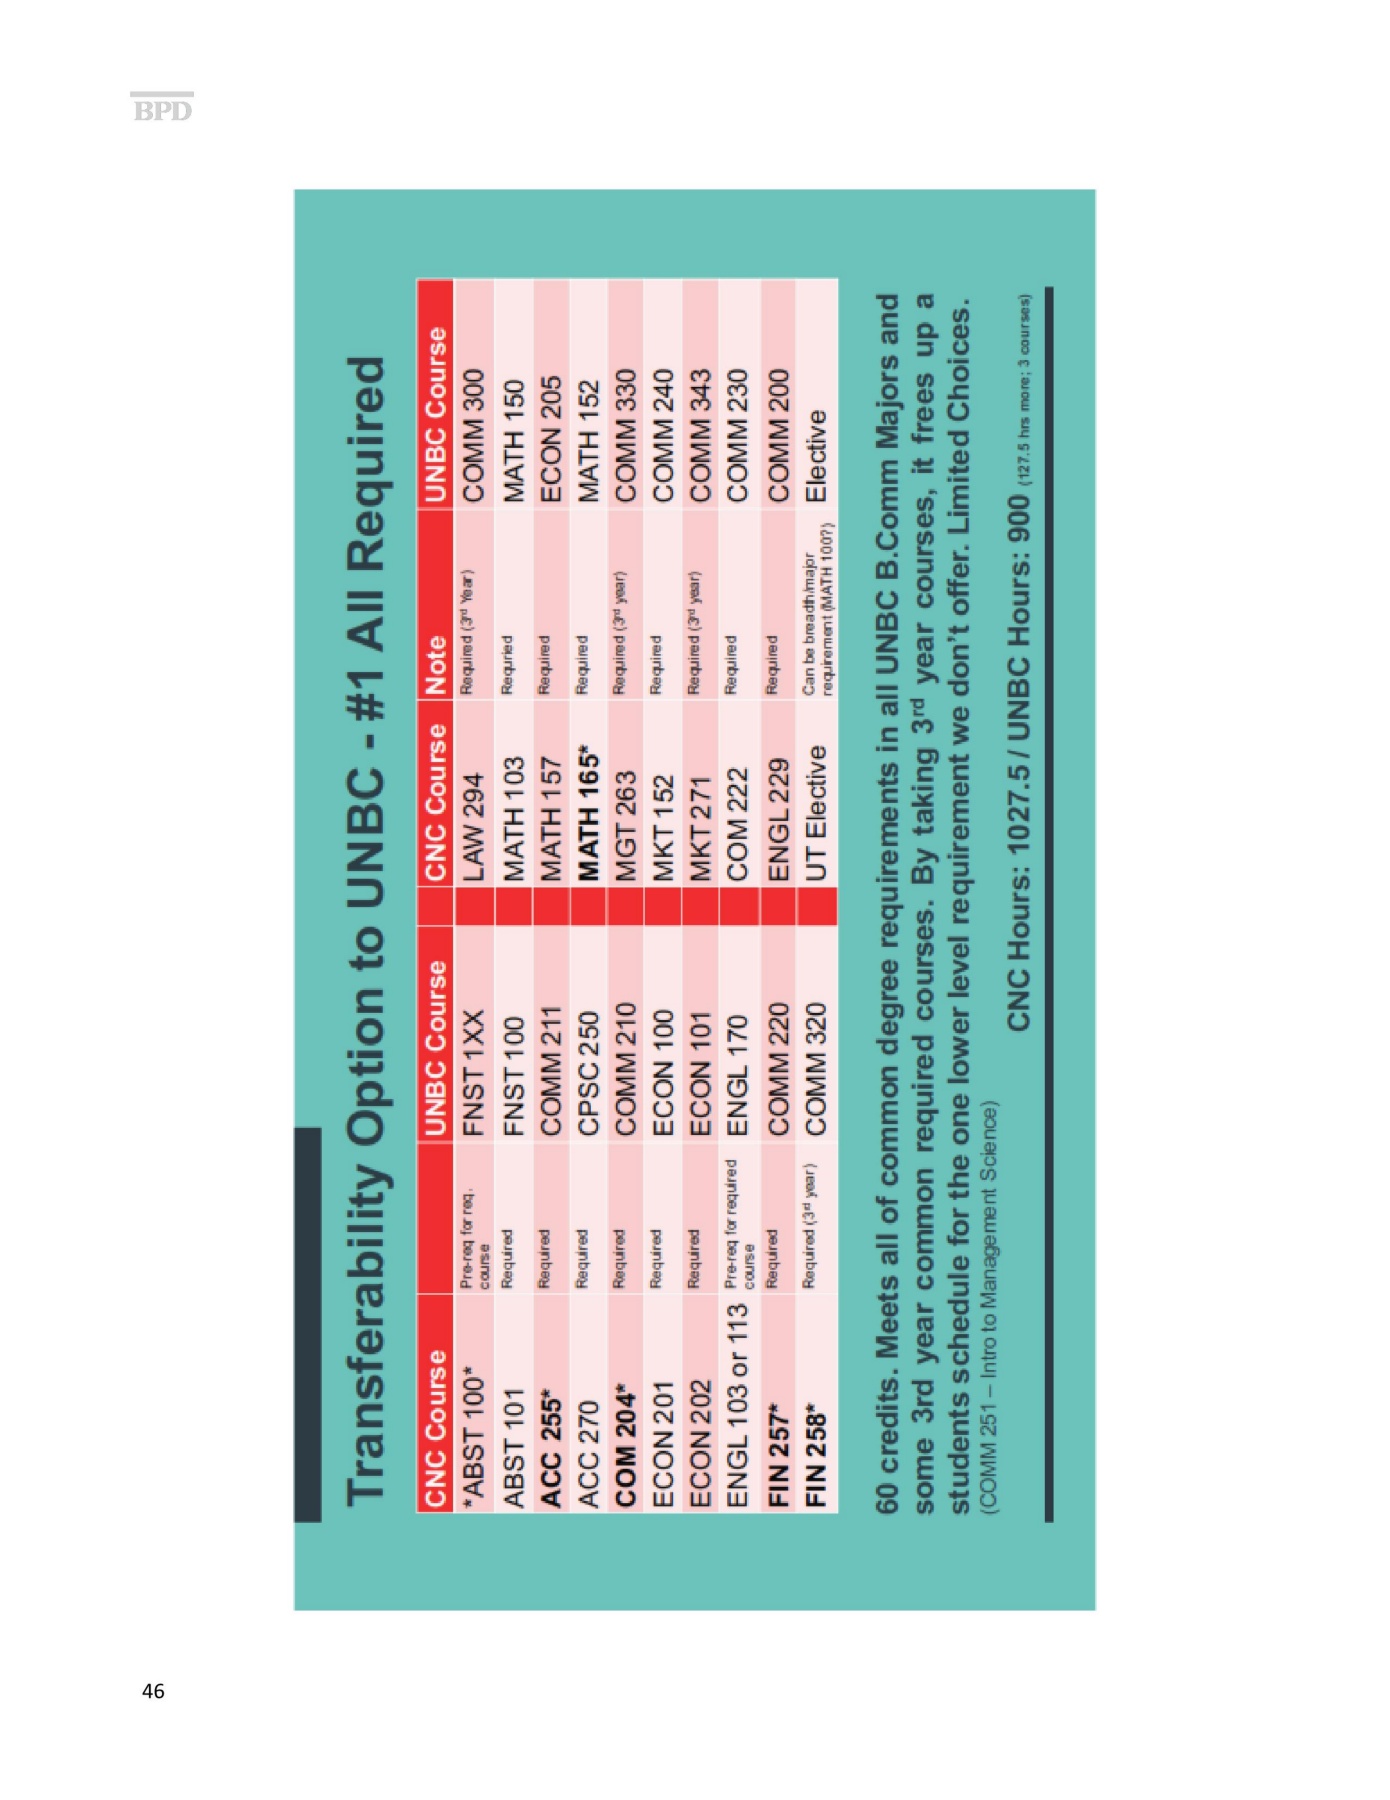 BPD
Transferability Option to UNBC - #1 All Required
CNC Course UNBC Course CNC Course Note UNBC Course
*ABST 100* Pre-req for req. course FNST 1XX LAW 294 Required (3rd Year) COMM 300
ABST 101 Required FNST 100 MATH 103 Requried MATH 150
ACC 255* Required COMM 211 MATH 157 Required ECON 205
ACC 270 Required CPSC 250 MATH 165* Required MATH 152
COM 204* Required COMM 210 MGT 263 Required (3rd year) COMM 330
ECON 201 Required ECON 100 MKT 152 Required COMM 240
ECON 202 Required ECON 101 MKT 271 Required (3rd year) COMM 343
ENGL 103 or 113 Pre-req for required course ENGL 170 COM 222 Required COMM 230
FIN 257* Required COMM 220 ENGL 229 Required COMM 200
FIN 258* Required (3rd year) COMM 320 UT Elective Can be breadth/major requirement (MATH 100?) Elective
60 credits. Meets all of common degree requirements in all UNBC B.Comm Majors and
some 3rd year common required courses. By taking 3rd year courses, it frees up a
students schedule for the one lower level requirement we don't offer. Limited Choices.
(COMM 251 – Intro to Management Science)
CNC Hours: 1027.5 / UNBC Hours: 900 (127.5 hrs more; 3 courses)
46